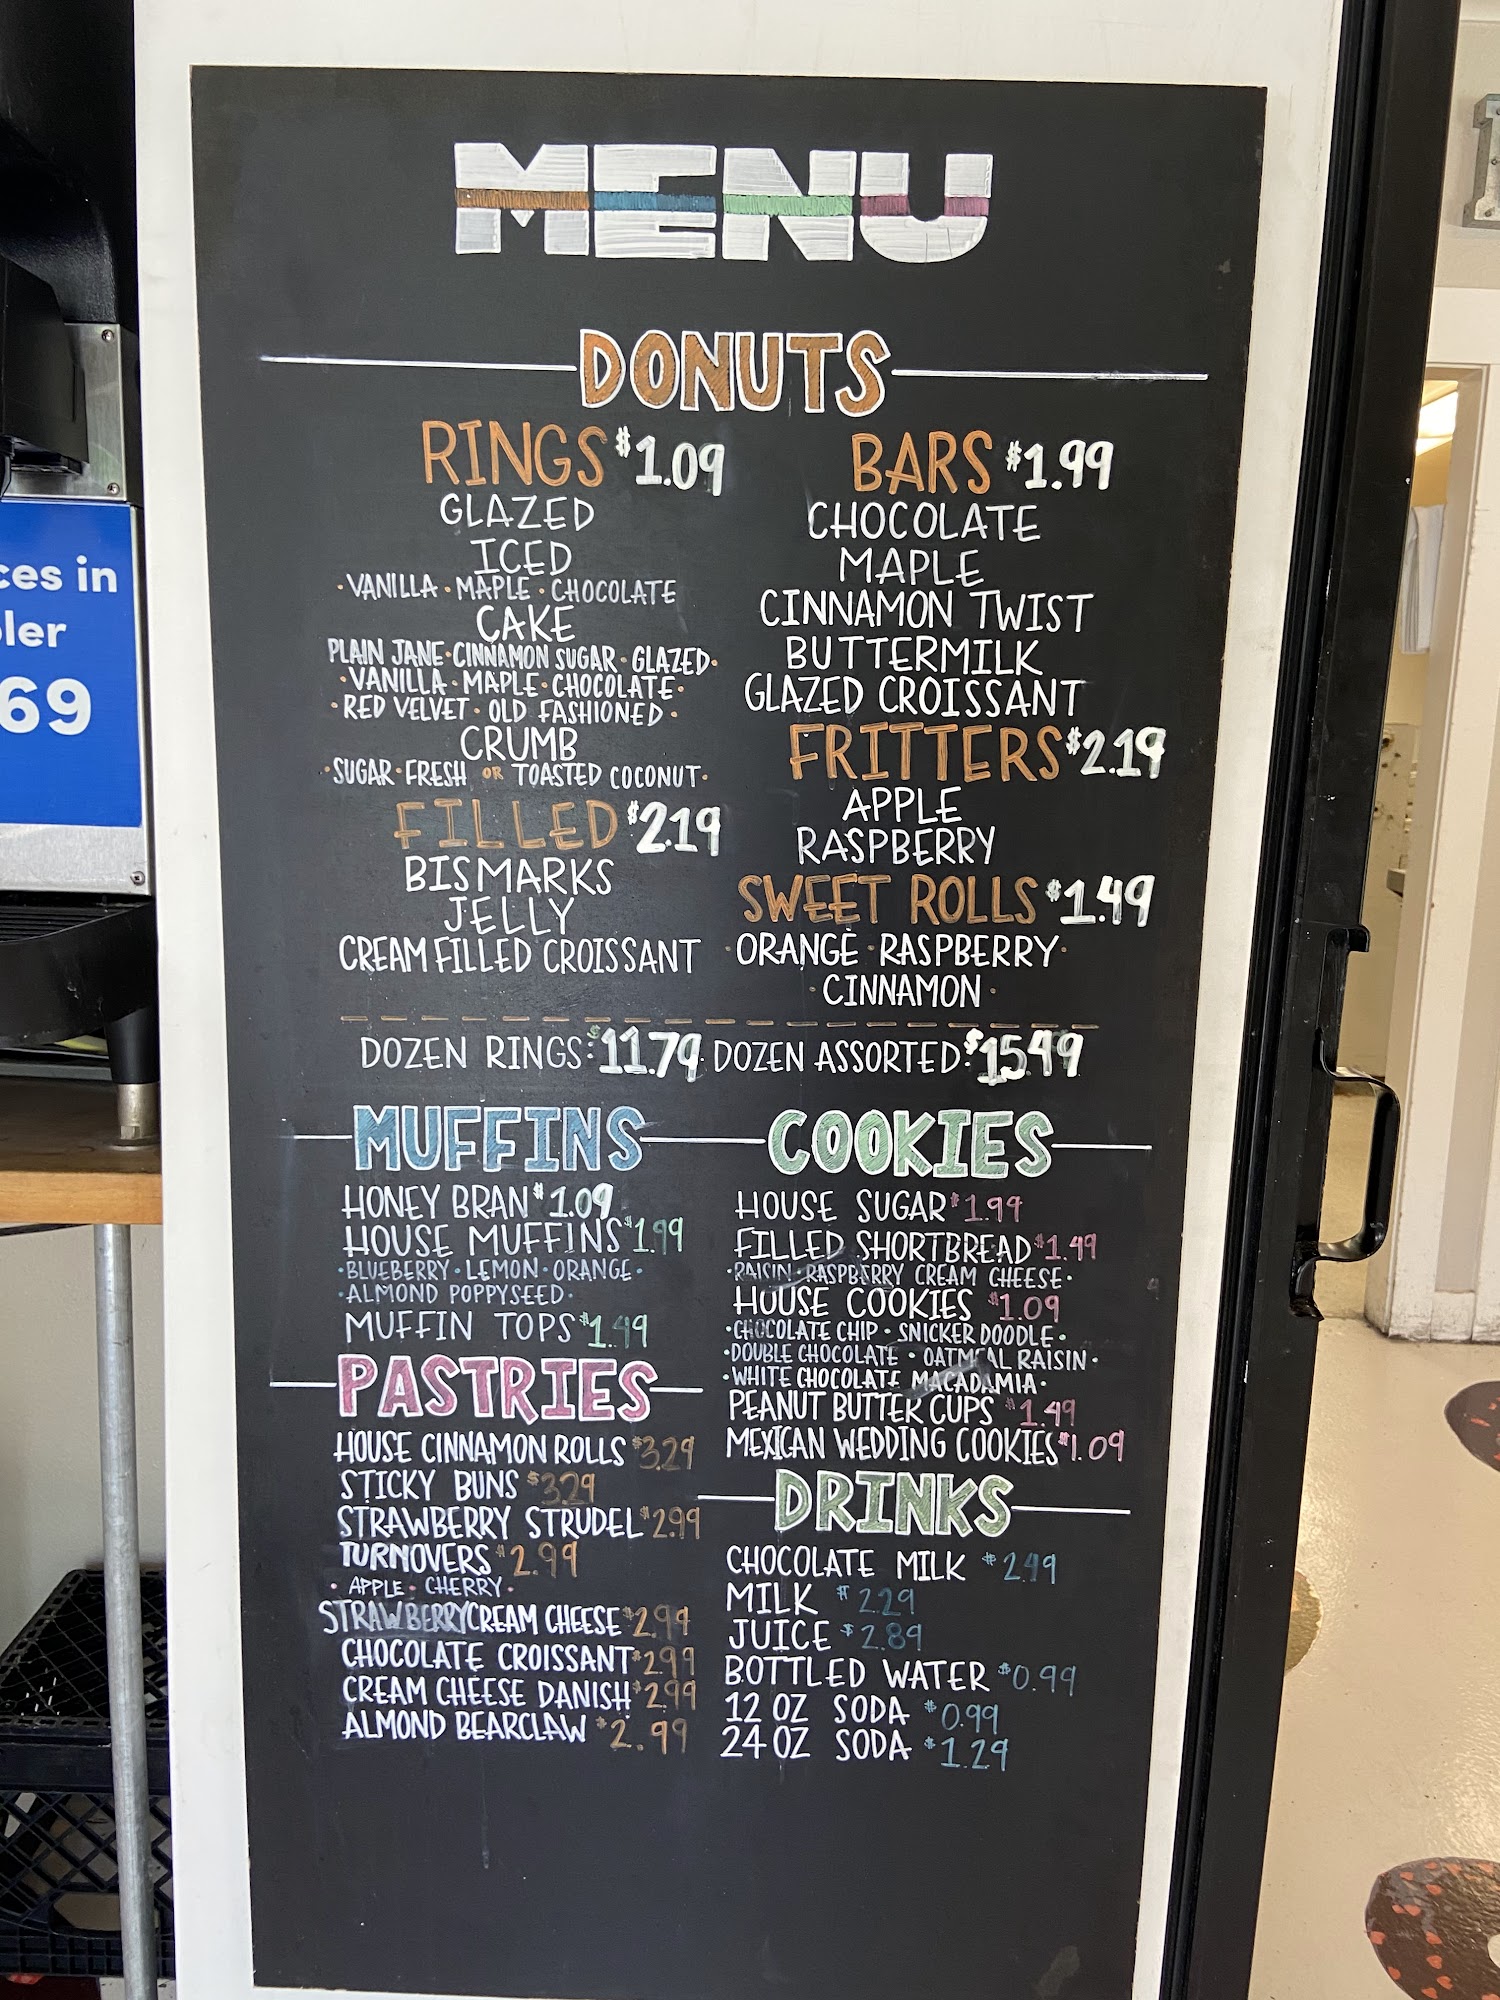 MENU
DONUTS
RINGS $1.09
GLAZED
ICED
·VANILLA·MAPLE·CHOCOLATE
CAKE
PLAIN JANE·CINNAMON SUGAR·GLAZED·
·VANILLA·MAPLE·CHOCOLATE·
·RED VELVET·OLD FASHIONED·
CRUMB
·SUGAR·FRESH OR TOASTED COCONUT·
FILLED $2.19
BISMARKS
JELLY
CREAM FILLED CROISSANT
BARS $1.99
CHOCOLATE
MAPLE
CINNAMON TWIST
BUTTERMILK
GLAZED CROISSANT
FRITTERS $2.19
APPLE
RASPBERRY
SWEET ROLLS $1.49
·ORANGE·RASPBERRY·
·CINNAMON·
DOZEN RINGS: $11.79 DOZEN ASSORTED: $15.49
MUFFINS
HONEY BRAN $1.09
HOUSE MUFFINS $1.99
·BLUEBERRY·LEMON·ORANGE·
·ALMOND POPPYSEED·
MUFFIN TOPS $1.49
PASTRIES
HOUSE CINNAMON ROLLS $3.29
STICKY BUNS $3.29
STRAWBERRY STRUDEL $2.99
TURNOVERS $2.99
·APPLE·CHERRY·
STRAWBERRY CREAM CHEESE $2.99
CHOCOLATE CROISSANT $2.99
CREAM CHEESE DANISH $2.99
ALMOND BEARCLAW $2.99
COOKIES
HOUSE SUGAR $1.99
FILLED SHORTBREAD $1.49
·RAISIN·RASPBERRY CREAM CHEESE·
HOUSE COOKIES $1.09
·CHOCOLATE CHIP·SNICKER DOODLE·
·DOUBLE CHOCOLATE·OATMEAL RAISIN·
·WHITE CHOCOLATE MACADAMIA·
PEANUT BUTTER CUPS $1.49
MEXICAN WEDDING COOKIES $1.09
DRINKS
CHOCOLATE MILK $2.49
MILK $2.29
JUICE $2.89
BOTTLED WATER $0.99
12 OZ SODA $0.99
24 OZ SODA $1.29
ces in
ler
69